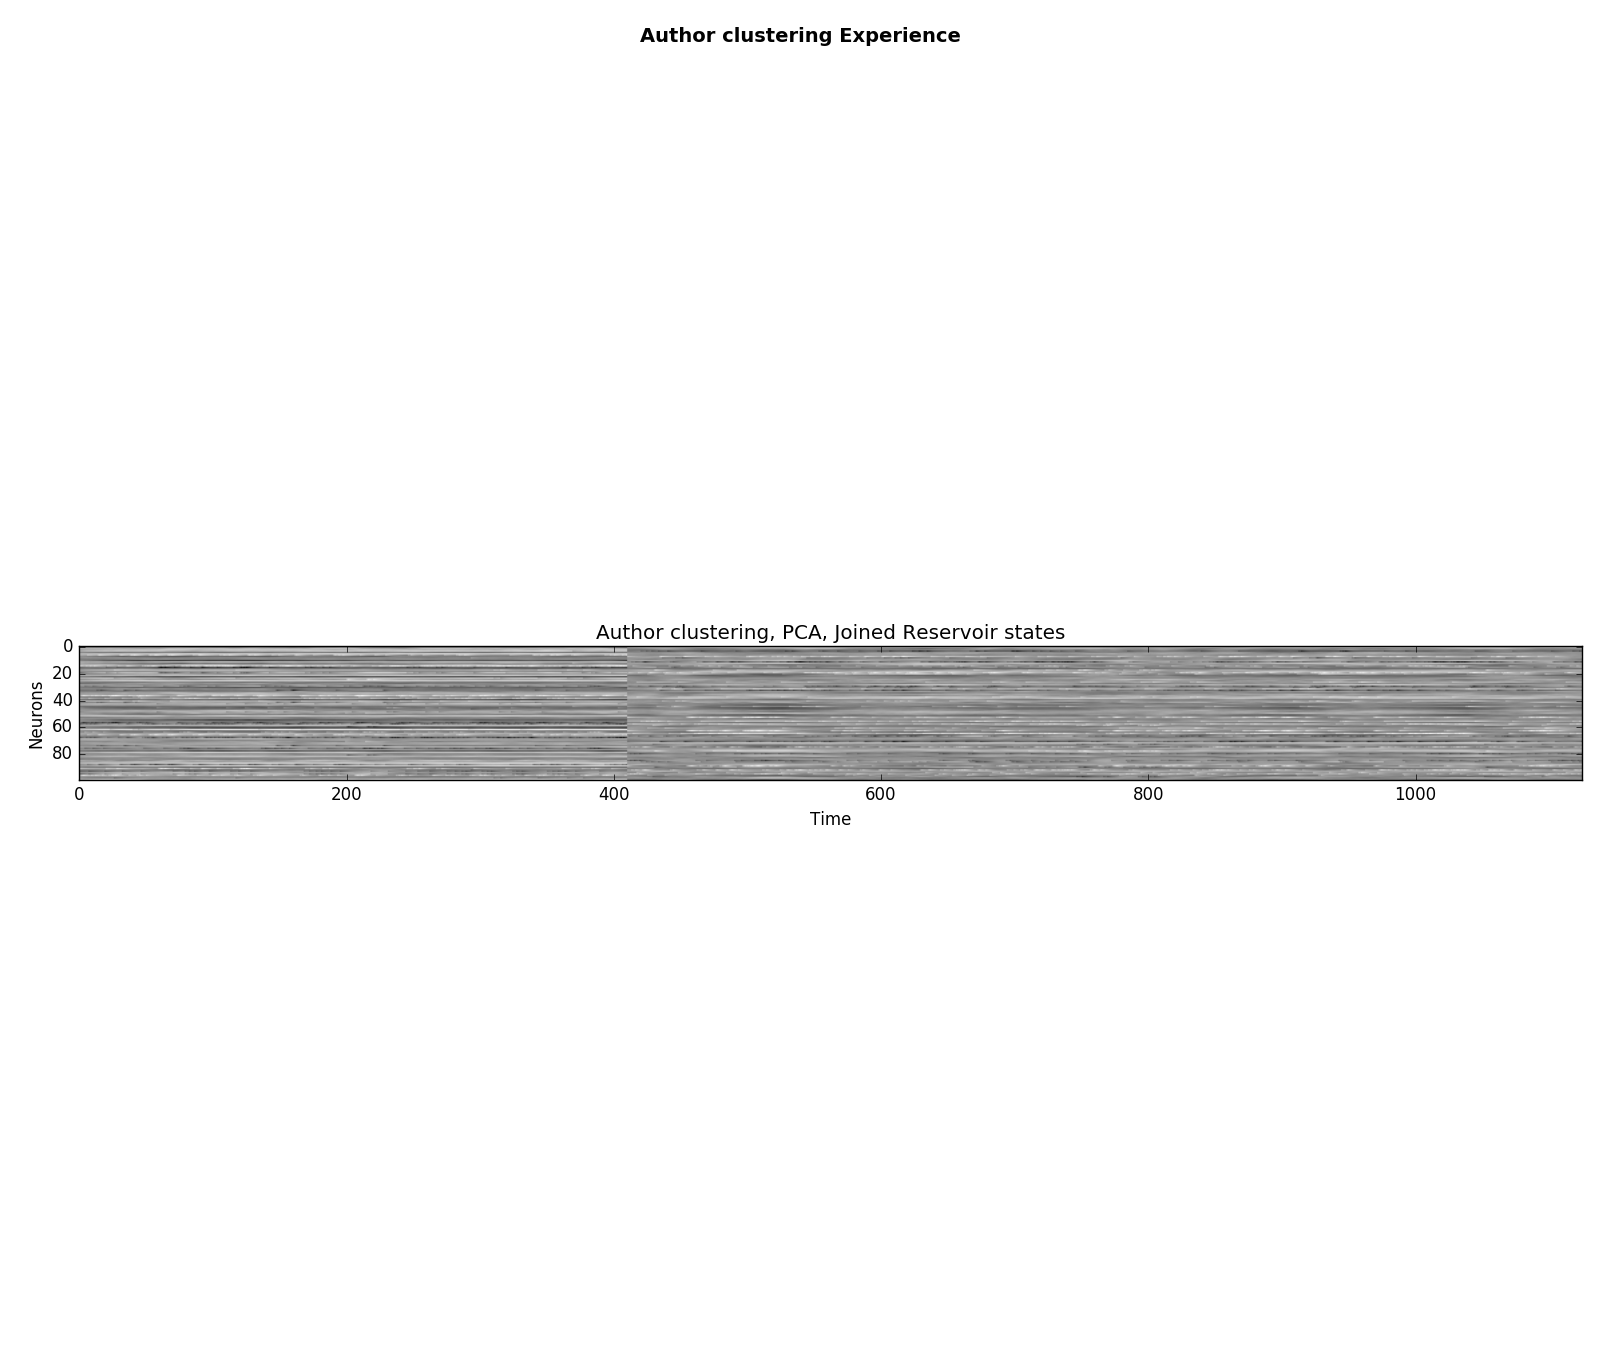 Author clustering Experience
Author clustering, PCA, Joined Reservoir states
0
20
40
60
80
Neurons
0 200 400 600 800 1000
Time